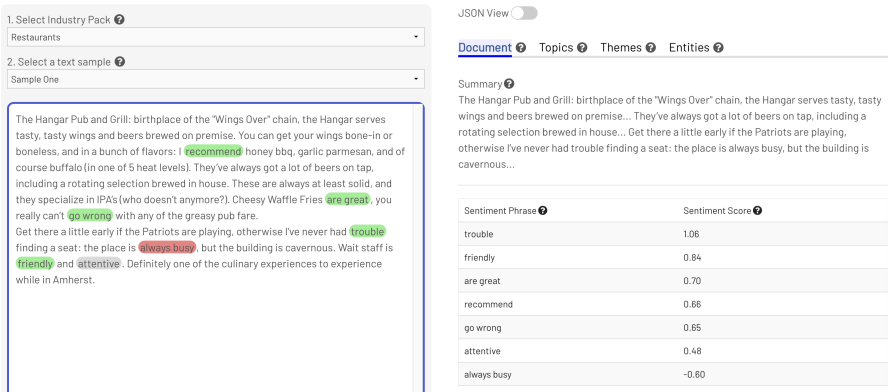 1. Select Industry Pack ?
Restaurants
2. Select a text sample ?
Sample One
The Hangar Pub and Grill: birthplace of the "Wings Over" chain, the Hangar serves
tasty, tasty wings and beers brewed on premise. You can get your wings bone-in or
boneless, and in a bunch of flavors: I recommend honey bbq, garlic parmesan, and of
course buffalo (in one of 5 heat levels). They've always got a lot of beers on tap,
including a rotating selection brewed in house. These are always at least solid, and
they specialize in IPA's (who doesn't anymore?). Cheesy Waffle Fries are great, you
really can't go wrong with any of the greasy pub fare.
Get there a little early if the Patriots are playing, otherwise I've never had trouble
finding a seat: the place is always busy, but the building is cavernous. Wait staff is
friendly and attentive. Definitely one of the culinary experiences to experience
while in Amherst.
JSON View
Document ? Topics ? Themes ? Entities ?
Summary ?
The Hangar Pub and Grill: birthplace of the "Wings Over" chain, the Hangar serves tasty, tasty
wings and beers brewed on premise... They've always got a lot of beers on tap, including a
rotating selection brewed in house... Get there a little early if the Patriots are playing,
otherwise I've never had trouble finding a seat: the place is always busy, but the building is
cavernous...
Sentiment Phrase ? Sentiment Score ?
trouble 1.06
friendly 0.84
are great 0.70
recommend 0.66
go wrong 0.65
attentive 0.48
always busy -0.60